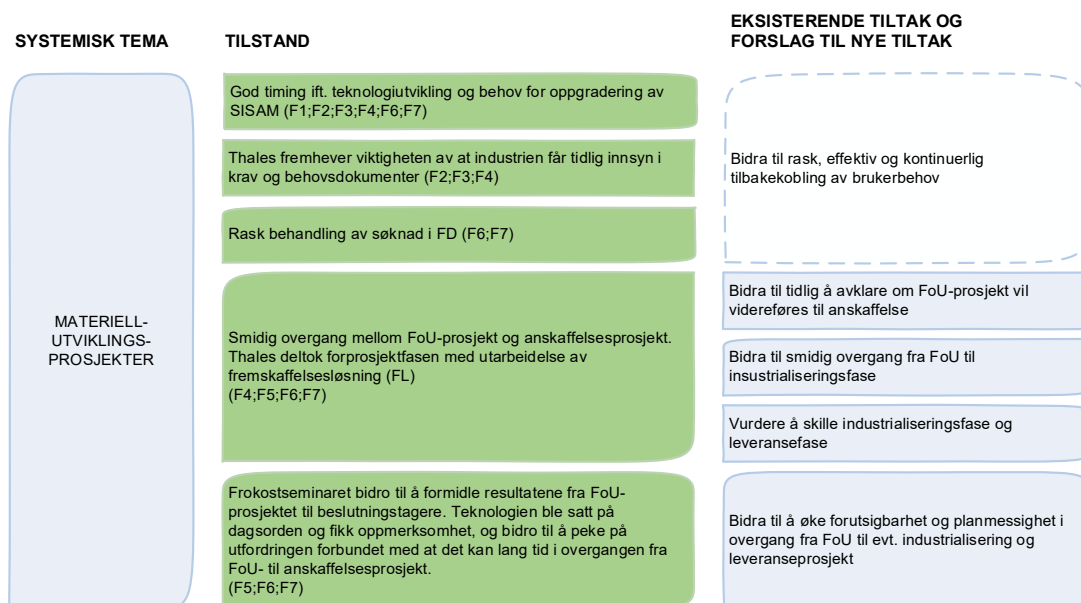 SYSTEMISK TEMA
TILSTAND
EKSISTERENDE TILTAK OG
FORSLAG TIL NYE TILTAK
MATERIELL-
UTVIKLINGS-
PROSJEKTER
God timing ift. teknologiutvikling og behov for oppgradering av
SISAM (F1;F2;F3;F4;F6;F7)
Thales fremhever viktigheten av at industrien får tidlig innsyn i
krav og behovsdokumenter (F2;F3;F4)
Rask behandling av søknad i FD (F6;F7)
Bidra til rask, effektiv og kontinuerlig
tilbakekobling av brukerbehov
Smidig overgang mellom FoU-prosjekt og anskaffelsesprosjekt.
Thales deltok forprosjektfasen med utarbeidelse av
fremskaffelsesløsning (FL)
(F4;F5;F6;F7)
Bidra til tidlig å avklare om FoU-prosjekt vil
videreføres til anskaffelse
Bidra til smidig overgang fra FoU til
insustrialiseringsfase
Vurdere å skille industrialiseringsfase og
leveransefase
Frokostseminaret bidro til å formidle resultatene fra FoU-
prosjektet til beslutningstagere. Teknologien ble satt på
dagsorden og fikk oppmerksomhet, og bidro til å peke på
utfordringen forbundet med at det kan lang tid i overgangen fra
FoU- til anskaffelsesprosjekt.
(F5;F6;F7)
Bidra til å øke forutsigbarhet og planmessighet i
overgang fra FoU til evt. industrialisering og
leveranseprosjekt